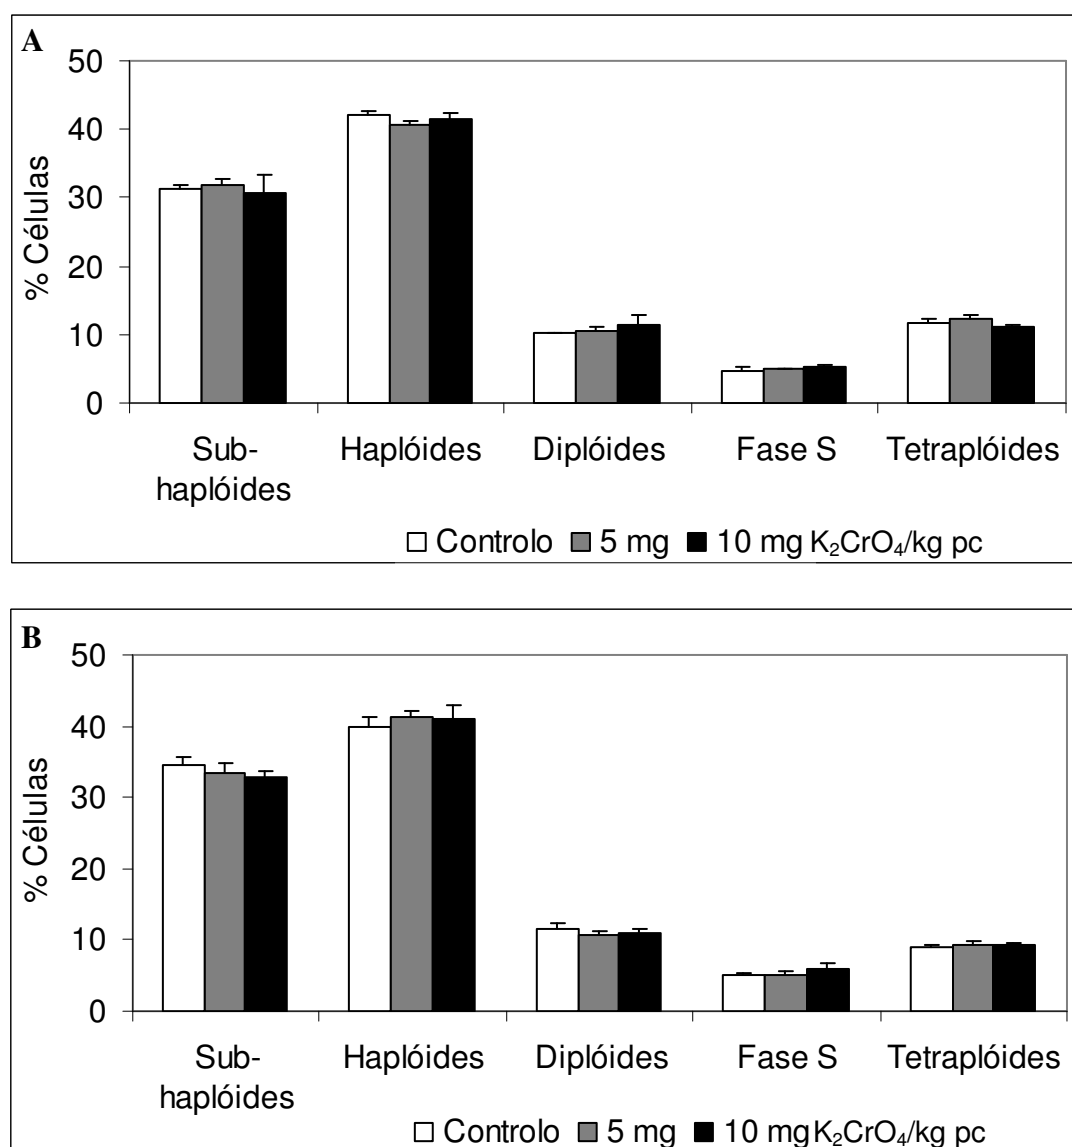 A
50
40
30
20
10
0
% Células
Sub-
haplóides
Haplóides
Diplóides
Fase S
Tetraplóides
Controlo 5 mg 10 mg K₂CrO₄/kg pc
B
50
40
30
20
10
0
% Células
Sub-
haplóides
Haplóides
Diplóides
Fase S
Tetraplóides
Controlo 5 mg 10 mg K₂CrO₄/kg pc